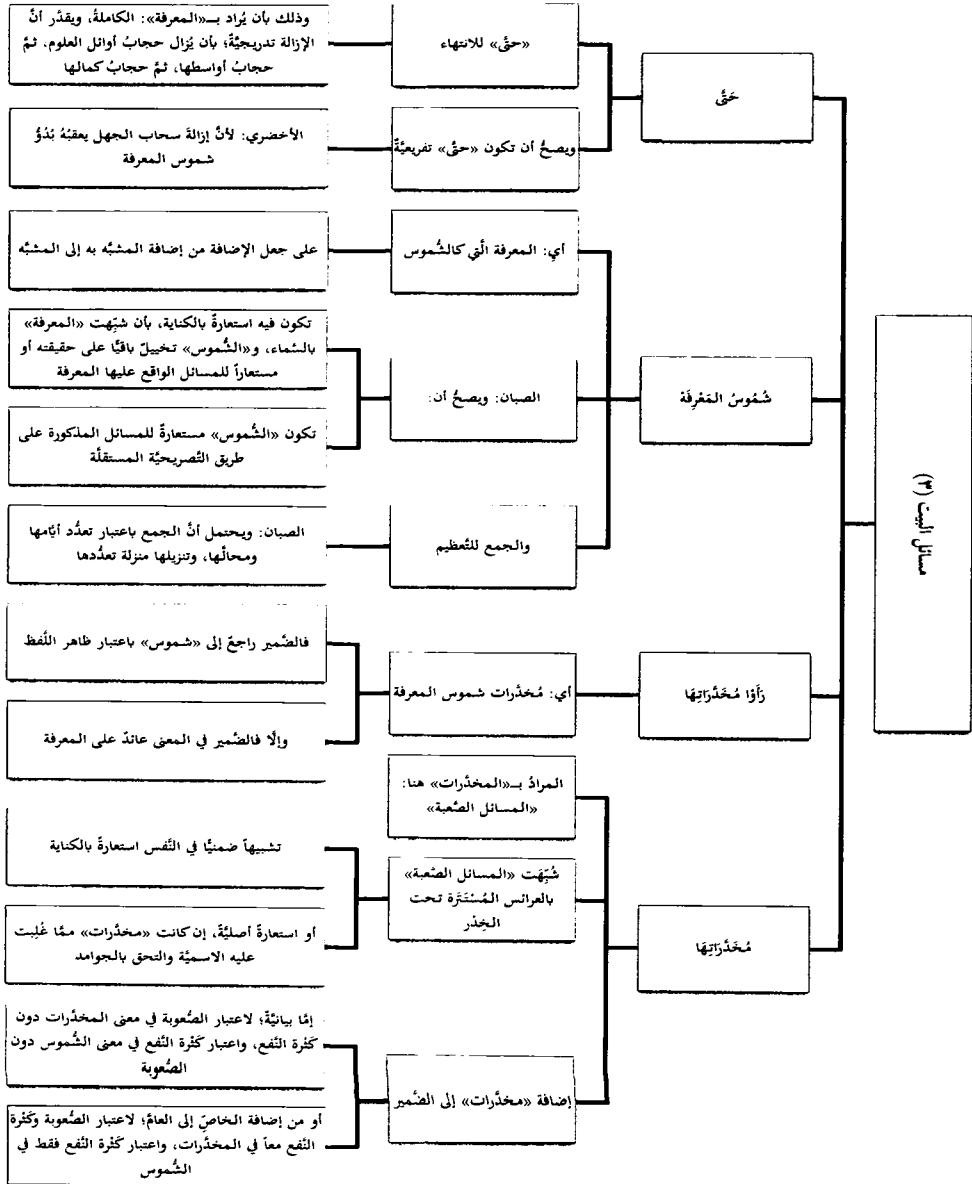 مسائل البيت (٣)
حَتَّى
«حتَّى» للانتهاء
وذلك بأن يُراد بـ«المعرفة»: الكاملةُ، ويقدَّر أنَّ
الإزالة تدريجيَّةٌ؛ بأن يُزال حجابُ أوائل العلوم، ثمَّ
حجابُ أواسطها، ثمَّ حجابُ كمالها
ويصحُّ أن تكون «حتَّى» تفريعيَّةً
الأخضري: لأنَّ إزالةَ سحاب الجهل يعقبُهُ بُدُوُّ
شموس المعرفة
شُمُوسُ المَعْرِفَهْ
أي: المعرفة الَّتي كالشُّموس
على جعل الإضافة من إضافة المشبَّه به إلى المشبَّه
الصبان: ويصحُّ أن:
تكون فيه استعارةٌ بالكناية، بأن شبِّهت «المعرفة»
بالسَّماء، و«الشُّموس» تخييلٌ باقيًا على حقيقته أو
مستعاراً للمسائل الواقع عليها المعرفة
تكون «الشُّموس» مستعارةً للمسائل المذكورة على
طريق التَّصريحيَّة المستقلَّة
والجمع للتَّعظيم
الصبان: ويحتمل أنَّ الجمع باعتبار تعدُّد أيَّامها
ومحالِّها، وتنزيلها منزلة تعدُّدها
رَأَوْا مُخَدَّرَاتِهَا
أي: مُخدَّرات شموس المعرفة
فالضَّمير راجعٌ إلى «شموس» باعتبار ظاهر اللَّفظ
وإلَّا فالضَّمير في المعنى عائدٌ على المعرفة
مُخَدَّرَاتِهَا
المرادُ بـ«المخدَّرات» هنا:
«المسائل الصَّعبة»
شُبِّهَت «المسائل الصَّعبة»
بالعرائس المُسْتَتَرَة تحت
الخِدْر
تشبيهاً ضمنيًّا في النَّفس استعارةً بالكناية
أو استعارةً أصليَّةً، إن كانت «مخدَّرات» ممَّا غُلِبت
عليه الاسميَّة والتحق بالجوامد
إضافة «مخدَّرات» إلى الضَّمير
إمَّا بيانيَّةٌ؛ لاعتبار الصُّعوبة في معنى المخدَّرات دون
كَثْرة النَّفع، واعتبار كَثْرة النَّفع في معنى الشُّموس دون
الصُّعوبة
أو من إضافة الخاصِّ إلى العامِّ؛ لاعتبار الصُّعوبة وكَثْرة
النَّفع معاً في المخدَّرات، واعتبار كَثْرة النَّفع فقط في
الشُّموس